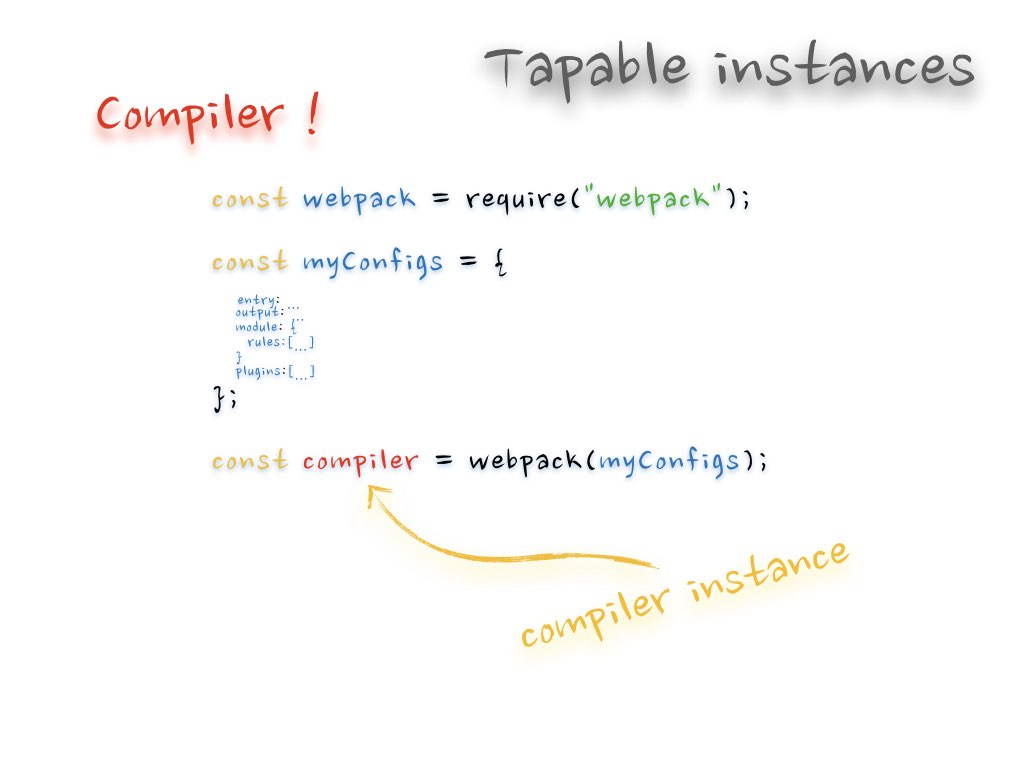 Tapable instances
Compiler !
const webpack = require("webpack");
const myConfigs = {
entry: ...
output: ...
module: {
rules:[...]
}
plugins:[...]
};
const compiler = webpack(myConfigs);
compiler instance